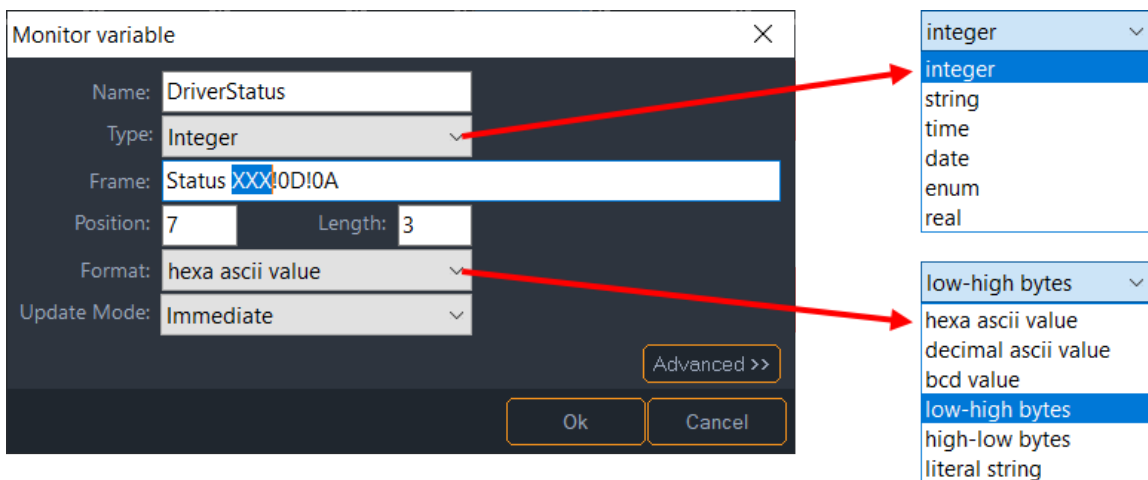 Monitor variable
Name: DriverStatus
Type: Integer
Frame: Status XXX!0D!0A
Position: 7 Length: 3
Format: hexa ascii value
Update Mode: Immediate
Advanced >>
Ok Cancel
integer
integer
string
time
date
enum
real
low-high bytes
hexa ascii value
decimal ascii value
bcd value
low-high bytes
high-low bytes
literal string